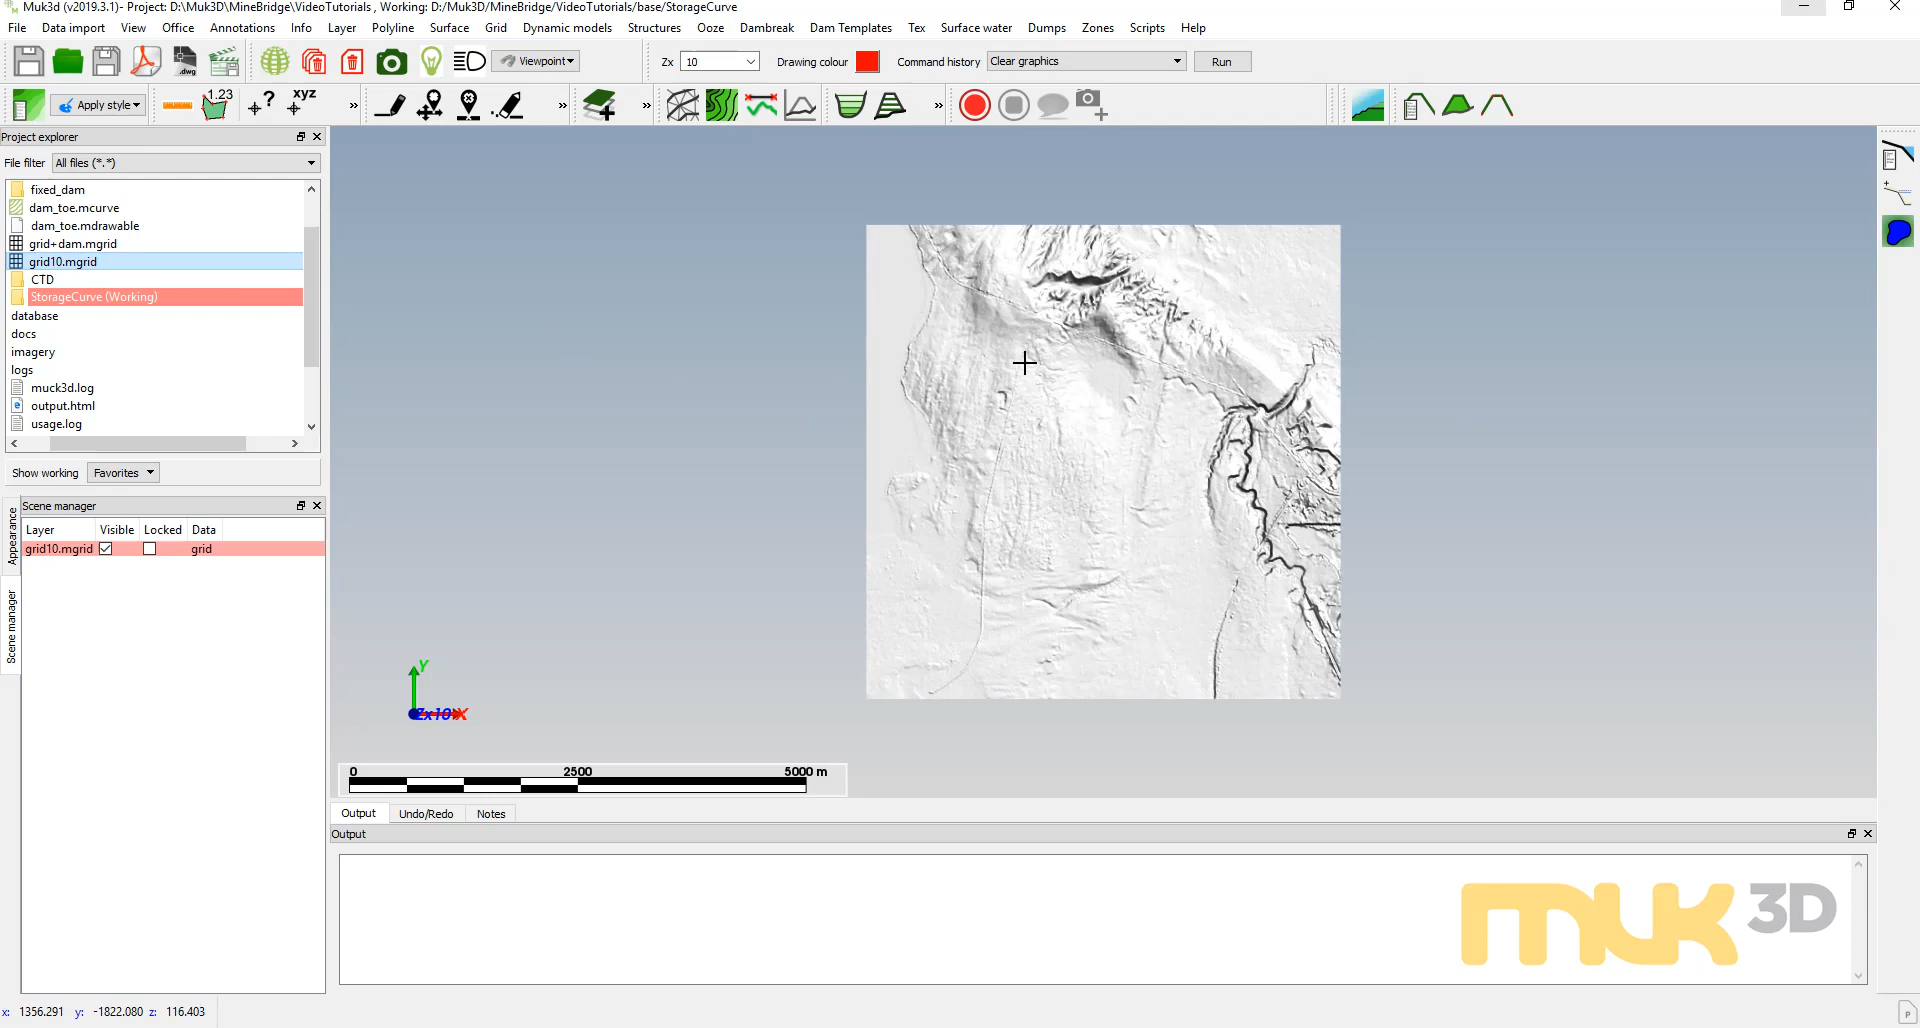 Muk3d (v2019.3.1)- Project: D:\Muk3D\MineBridge\VideoTutorials , Working: D:/Muk3D/MineBridge/VideoTutorials/base/StorageCurve
File Data import View Office Annotations Info Layer Polyline Surface Grid Dynamic models Structures Ooze Dambreak Dam Templates Tex Surface water Dumps Zones Scripts Help
.dwg Viewpoint Zx 10 Drawing colour Command history Clear graphics Run
Apply style 1.23 ? xyz » » » »
Project explorer
File filter All files (*.*)
fixed_dam
dam_toe.mcurve
dam_toe.mdrawable
grid+dam.mgrid
grid10.mgrid
CTD
StorageCurve (Working)
database
docs
imagery
logs
muck3d.log
output.html
usage.log
Show working Favorites
Scene manager
Layer Visible Locked Data
grid10.mgrid grid
Appearance
Scene manager
Y
Zx10 X
0 2500 5000 m
Output Undo/Redo Notes
Output
MUK 3D
x: 1356.291 y: -1822.080 z: 116.403
P